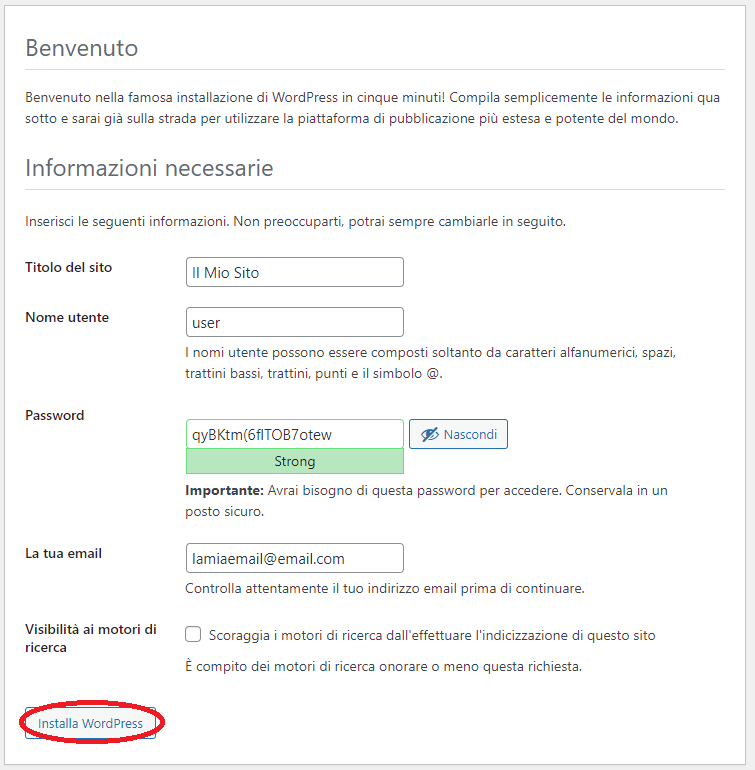 Benvenuto
Benvenuto nella famosa installazione di WordPress in cinque minuti! Compila semplicemente le informazioni qua
sotto e sarai già sulla strada per utilizzare la piattaforma di pubblicazione più estesa e potente del mondo.
Informazioni necessarie
Inserisci le seguenti informazioni. Non preoccuparti, potrai sempre cambiarle in seguito.
Titolo del sito
Il Mio Sito
Nome utente
user
I nomi utente possono essere composti soltanto da caratteri alfanumerici, spazi,
trattini bassi, trattini, punti e il simbolo @.
Password
qyBKtm(6fITOB7otew
Nascondi
Strong
Importante: Avrai bisogno di questa password per accedere. Conservala in un
posto sicuro.
La tua email
lamiaemail@email.com
Controlla attentamente il tuo indirizzo email prima di continuare.
Visibilità ai motori di
ricerca
Scoraggia i motori di ricerca dall'effettuare l'indicizzazione di questo sito
È compito dei motori di ricerca onorare o meno questa richiesta.
Installa WordPress